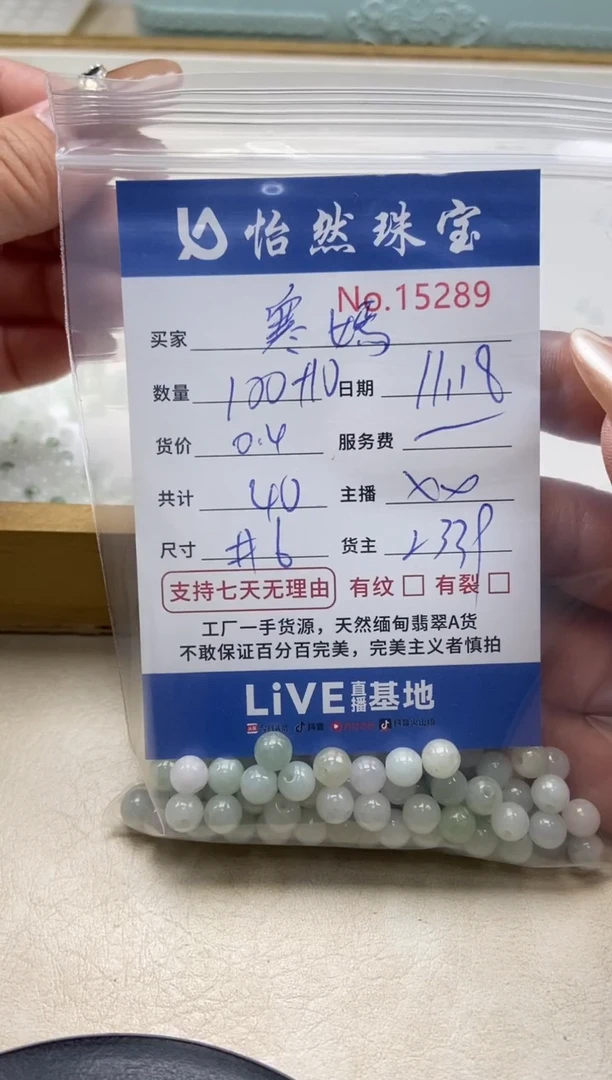 怡然珠宝
No.15289
买家 寒妈
数量 100+10 日期 11.18
货价 0.4 服务费 —
共计 40 主播 XX
尺寸 #6 货主 2339
支持七天无理由 有纹 □ 有裂 □
工厂一手货源，天然缅甸翡翠A货
不敢保证百分百完美，完美主义者慎拍
LiVE直播基地
抖音